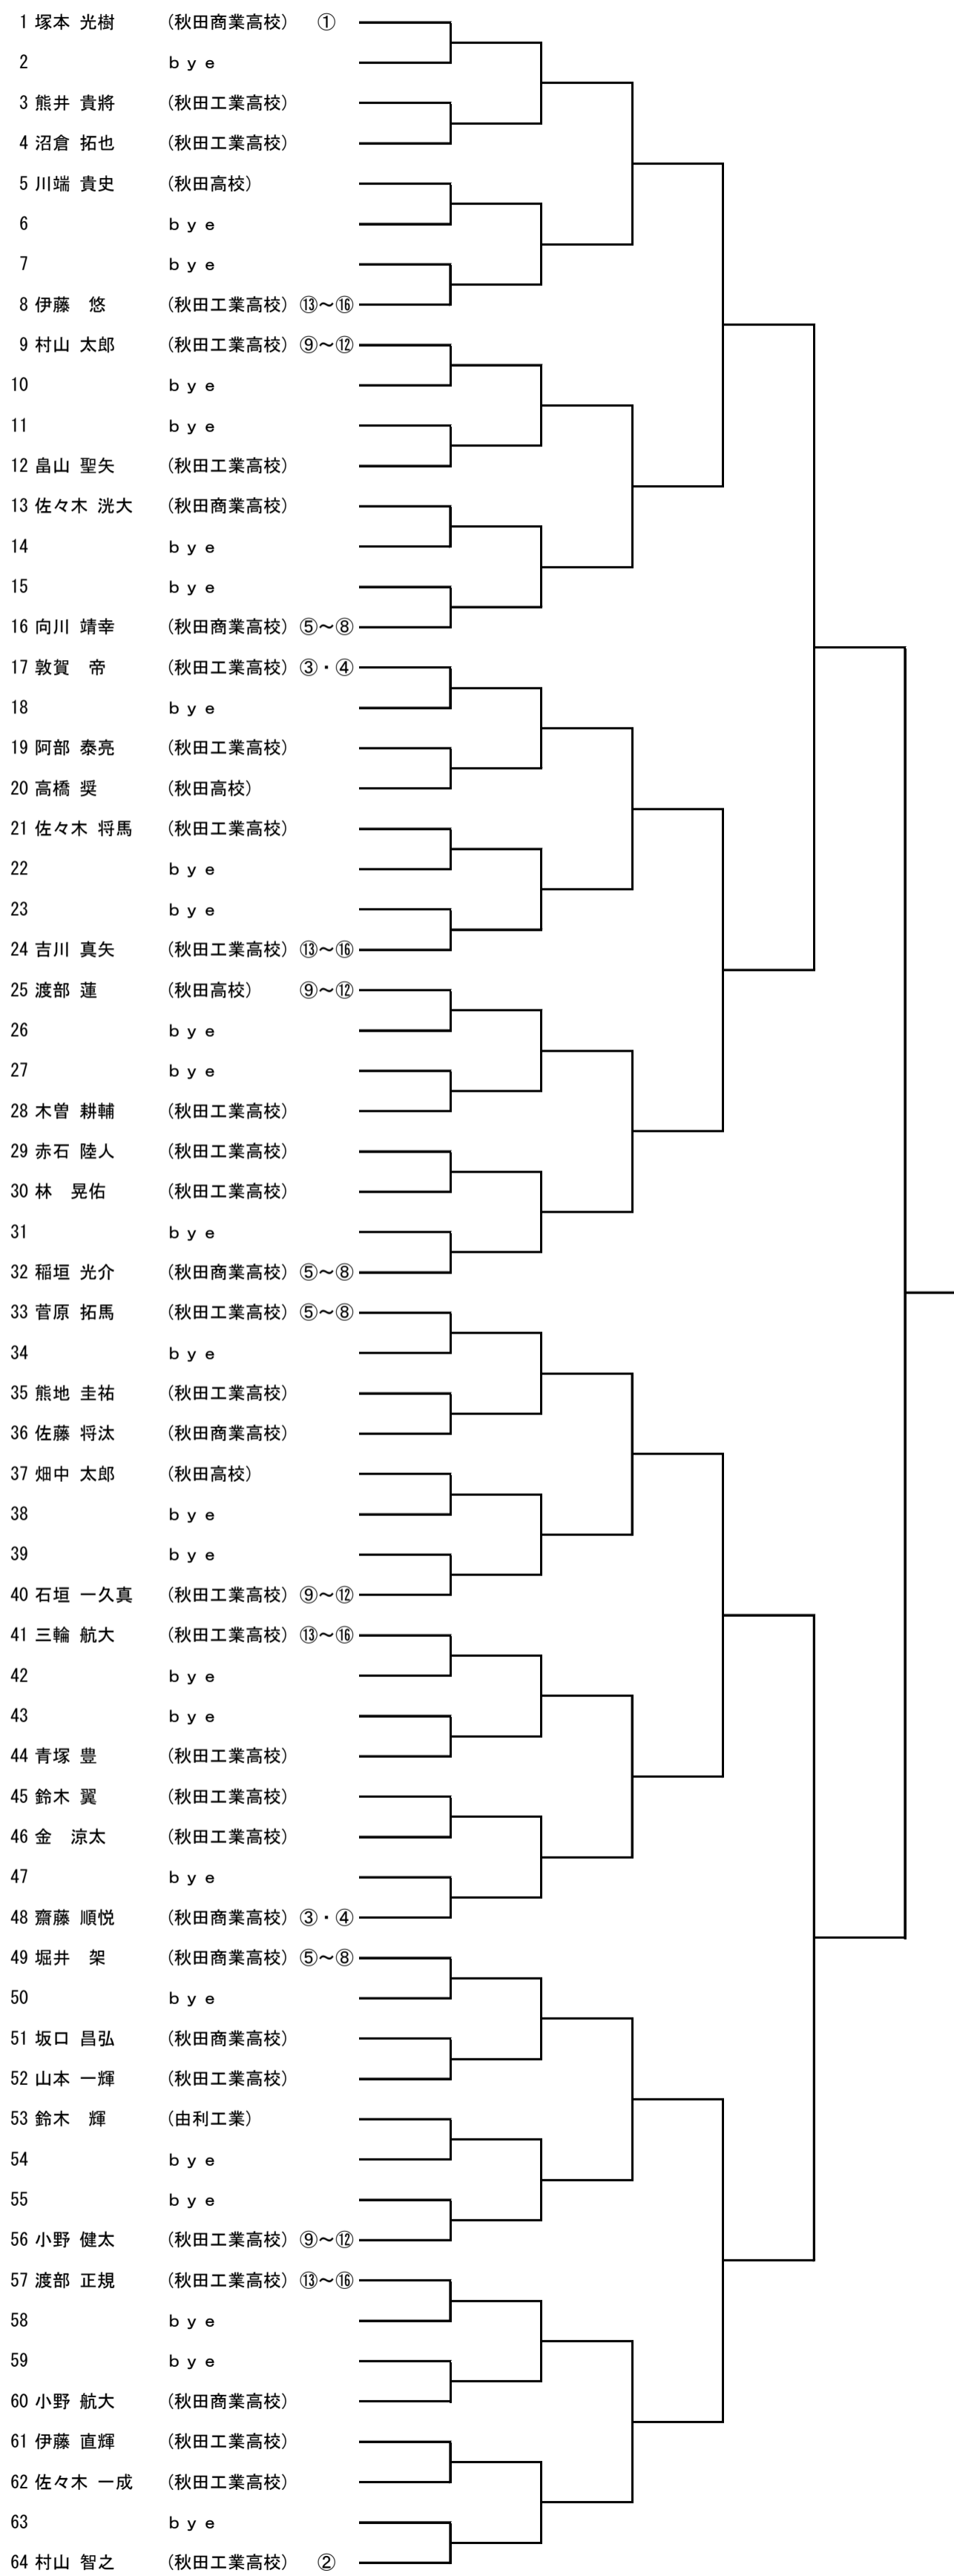 1 塚本 光樹 (秋田商業高校) ①
2 ｂｙｅ
3 熊井 貴將 (秋田工業高校)
4 沼倉 拓也 (秋田工業高校)
5 川端 貴史 (秋田高校)
6 ｂｙｅ
7 ｂｙｅ
8 伊藤　悠 (秋田工業高校) ⑬～⑯
9 村山 太郎 (秋田工業高校) ⑨～⑫
10 ｂｙｅ
11 ｂｙｅ
12 畠山 聖矢 (秋田工業高校)
13 佐々木 洸大 (秋田商業高校)
14 ｂｙｅ
15 ｂｙｅ
16 向川 靖幸 (秋田商業高校) ⑤～⑧
17 敦賀　帝 (秋田工業高校) ③・④
18 ｂｙｅ
19 阿部 泰亮 (秋田工業高校)
20 高橋 奨 (秋田高校)
21 佐々木 将馬 (秋田工業高校)
22 ｂｙｅ
23 ｂｙｅ
24 吉川 真矢 (秋田工業高校) ⑬～⑯
25 渡部 蓮 (秋田高校) ⑨～⑫
26 ｂｙｅ
27 ｂｙｅ
28 木曽 耕輔 (秋田工業高校)
29 赤石 陸人 (秋田工業高校)
30 林　晃佑 (秋田工業高校)
31 ｂｙｅ
32 稲垣 光介 (秋田商業高校) ⑤～⑧
33 菅原 拓馬 (秋田工業高校) ⑤～⑧
34 ｂｙｅ
35 熊地 圭祐 (秋田工業高校)
36 佐藤 将汰 (秋田商業高校)
37 畑中 太郎 (秋田高校)
38 ｂｙｅ
39 ｂｙｅ
40 石垣 一久真 (秋田工業高校) ⑨～⑫
41 三輪 航大 (秋田工業高校) ⑬～⑯
42 ｂｙｅ
43 ｂｙｅ
44 青塚 豊 (秋田工業高校)
45 鈴木 翼 (秋田工業高校)
46 金　涼太 (秋田工業高校)
47 ｂｙｅ
48 齋藤 順悦 (秋田商業高校) ③・④
49 堀井　架 (秋田商業高校) ⑤～⑧
50 ｂｙｅ
51 坂口 昌弘 (秋田商業高校)
52 山本 一輝 (秋田工業高校)
53 鈴木　輝 (由利工業)
54 ｂｙｅ
55 ｂｙｅ
56 小野 健太 (秋田工業高校) ⑨～⑫
57 渡部 正規 (秋田工業高校) ⑬～⑯
58 ｂｙｅ
59 ｂｙｅ
60 小野 航大 (秋田商業高校)
61 伊藤 直輝 (秋田工業高校)
62 佐々木 一成 (秋田工業高校)
63 ｂｙｅ
64 村山 智之 (秋田工業高校) ②